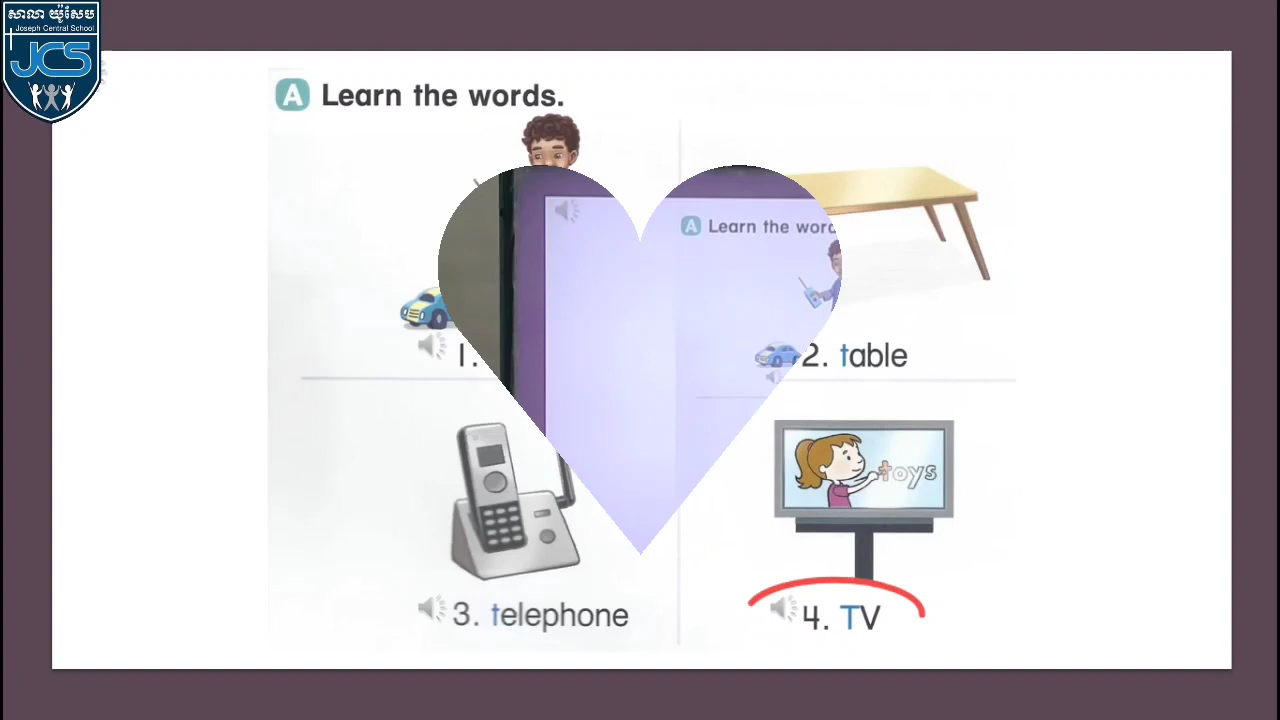 សាលា យ៉ូសែប
Joseph Central School
JCS
A Learn the words.
A Learn the
1.
2. table
toys
3. telephone
4. TV